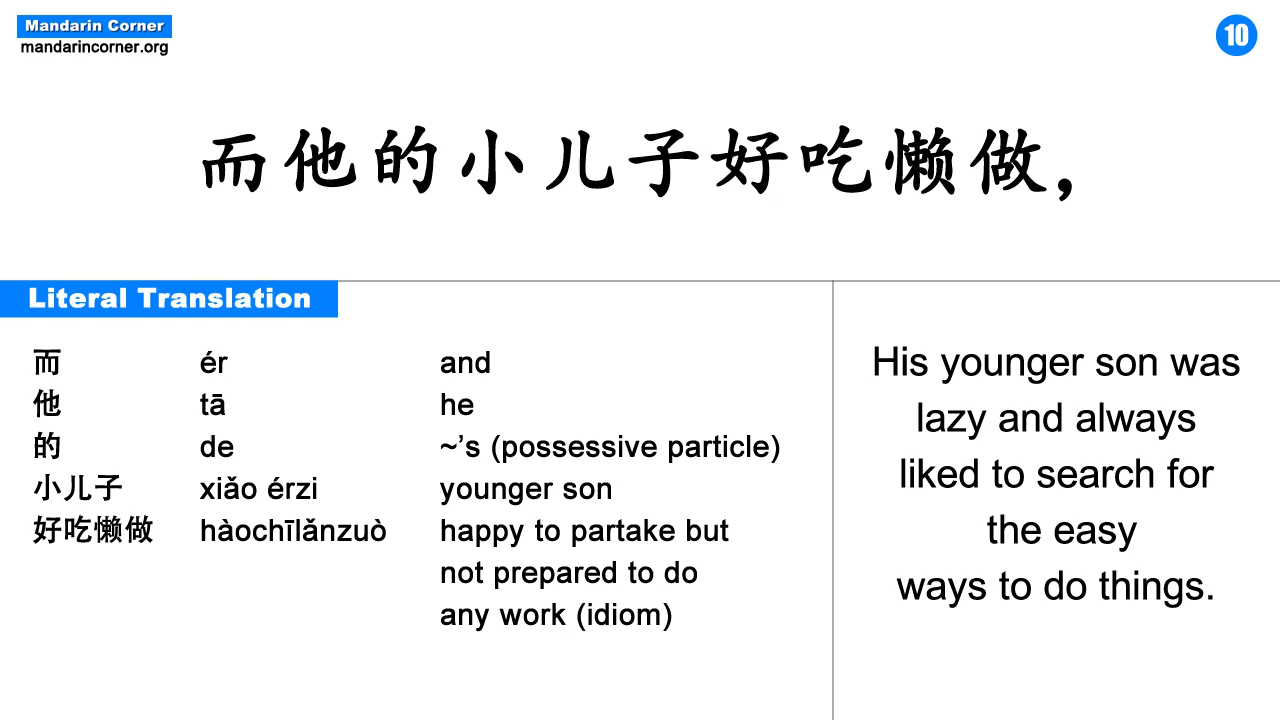 Mandarin Corner
mandarincorner.org
10
而他的小儿子好吃懒做,
Literal Translation
而 ér and
他 tā he
的 de ~’s (possessive particle)
小儿子 xiǎo érzi younger son
好吃懒做 hàochīlǎnzuò happy to partake but
not prepared to do
any work (idiom)
His younger son was
lazy and always
liked to search for
the easy
ways to do things.